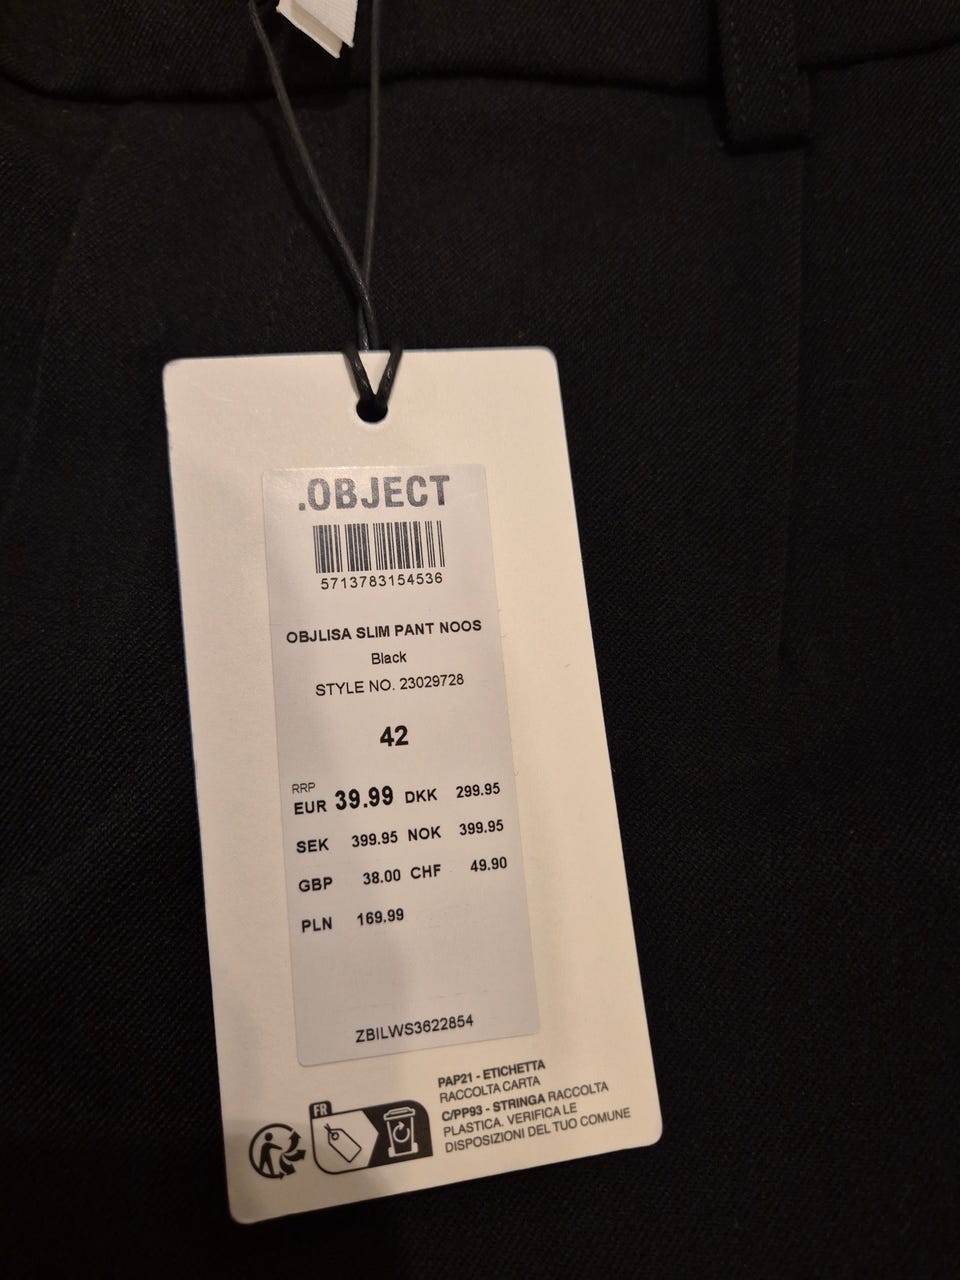 .OBJECT
5713783154536
OBJLISA SLIM PANT NOOS
Black
STYLE NO. 23029728
42
RRP
EUR 39.99 DKK 299.95
SEK 399.95 NOK 399.95
GBP 38.00 CHF 49.90
PLN 169.99
ZBILWS3622854
FR
PAP21 - ETICHETTA
RACCOLTA CARTA
C/PP93 - STRINGA RACCOLTA
PLASTICA. VERIFICA LE
DISPOSIZIONI DEL TUO COMUNE